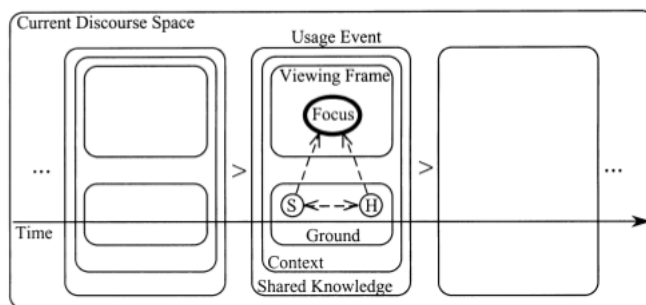 Current Discourse Space
Usage Event
Viewing Frame
Focus
...
>
>
...
S
H
Time
Ground
Context
Shared Knowledge